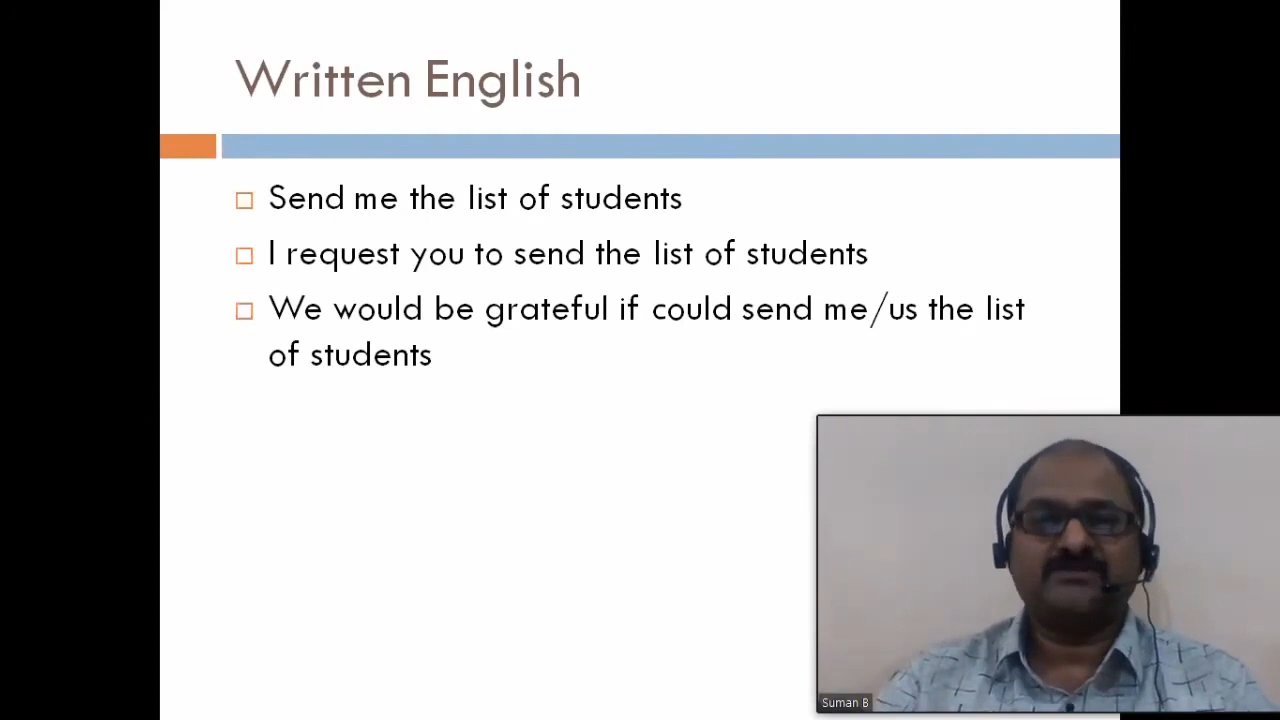 Written English
Send me the list of students
I request you to send the list of students
We would be grateful if could send me/us the list
of students
Suman B